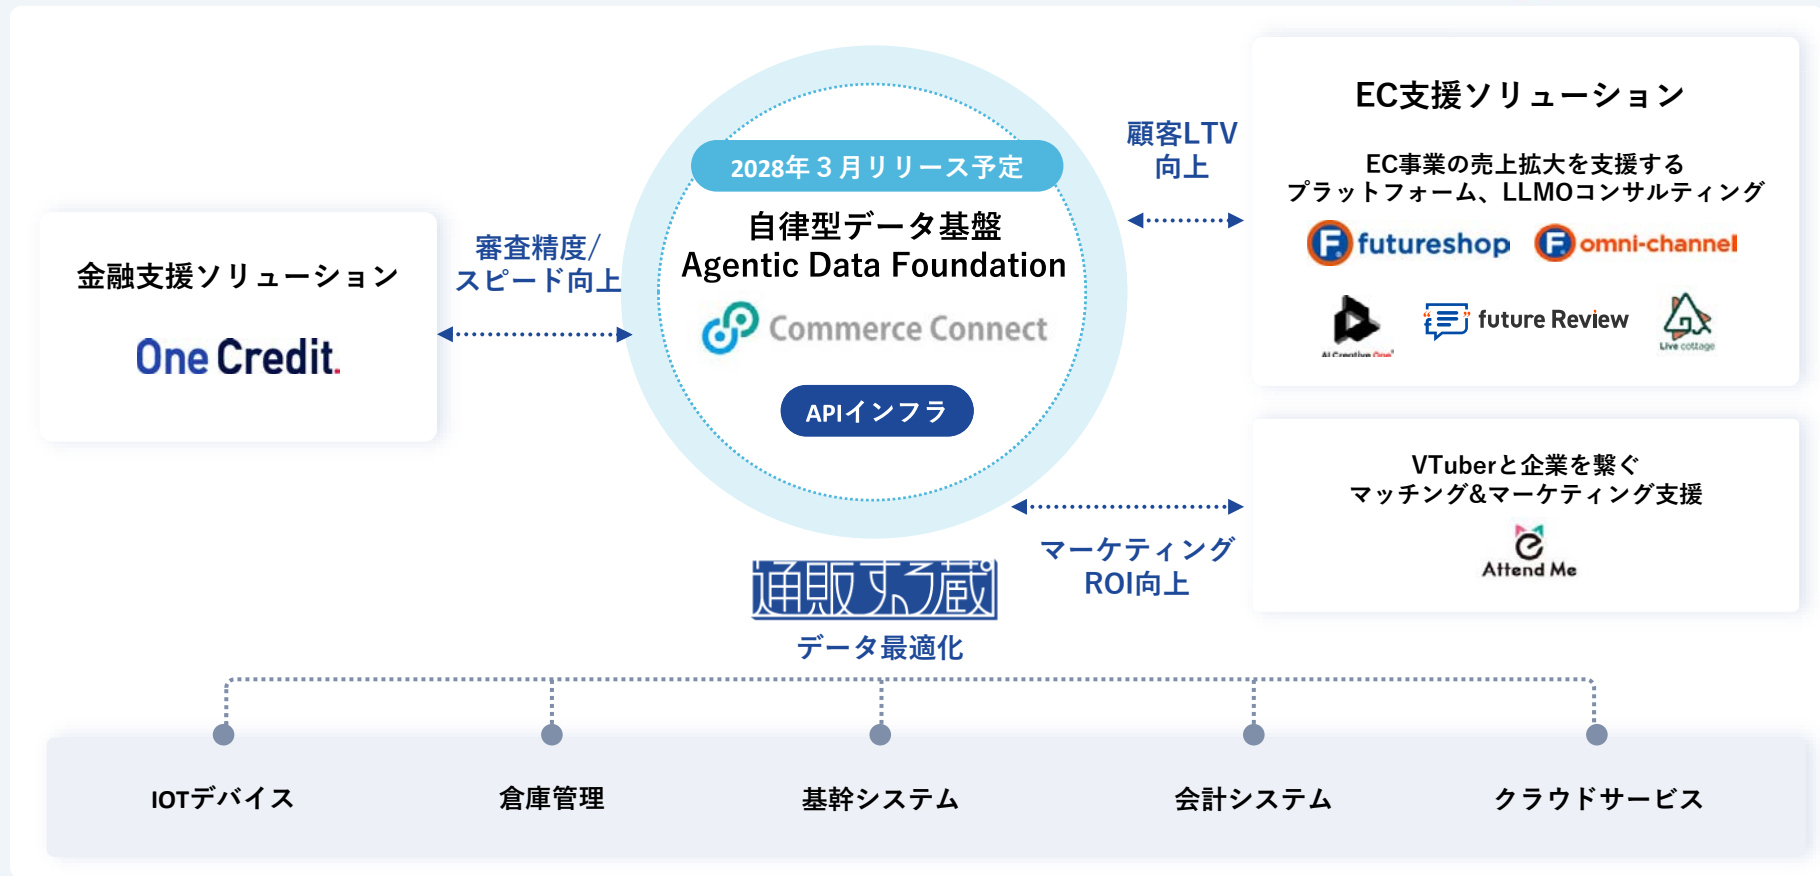 2028年３月リリース予定
自律型データ基盤
Agentic Data Foundation
Commerce Connect
APIインフラ
金融支援ソリューション
One Credit.
審査精度/
スピード向上
顧客LTV
向上
EC支援ソリューション
EC事業の売上拡大を支援する
プラットフォーム、LLMOコンサルティング
futureshop
omni-channel
AI Creative One
future Review
Live cottage
VTuberと企業を繋ぐ
マッチング&マーケティング支援
Attend Me
マーケティング
ROI向上
通販する蔵
データ最適化
IOTデバイス
倉庫管理
基幹システム
会計システム
クラウドサービス